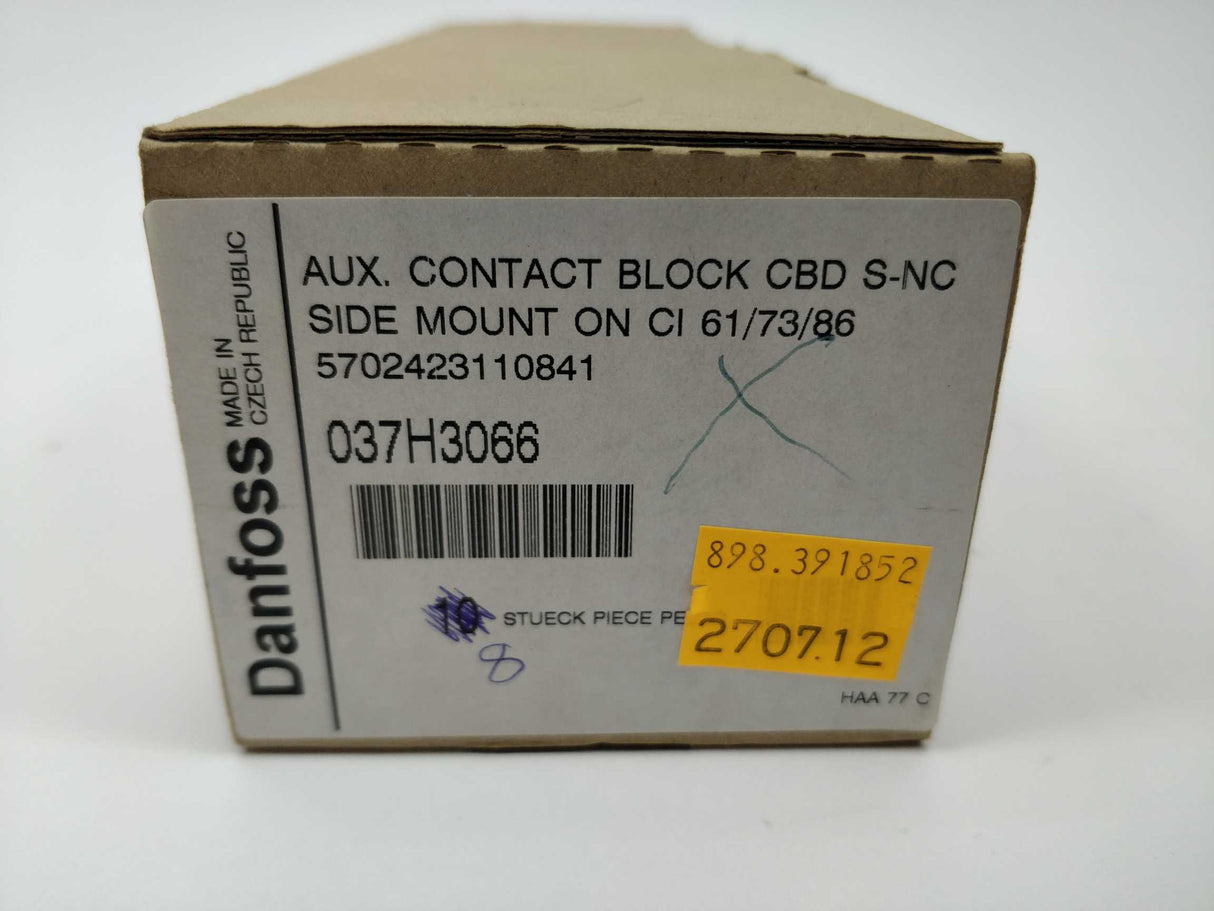 MADE IN
CZECH REPUBLIC
Danfoss
AUX. CONTACT BLOCK CBD S-NC
SIDE MOUNT ON CI 61/73/86
5702423110841
037H3066
10 STUECK PIECE
8
898.391852
2707.12
HAA 77 C